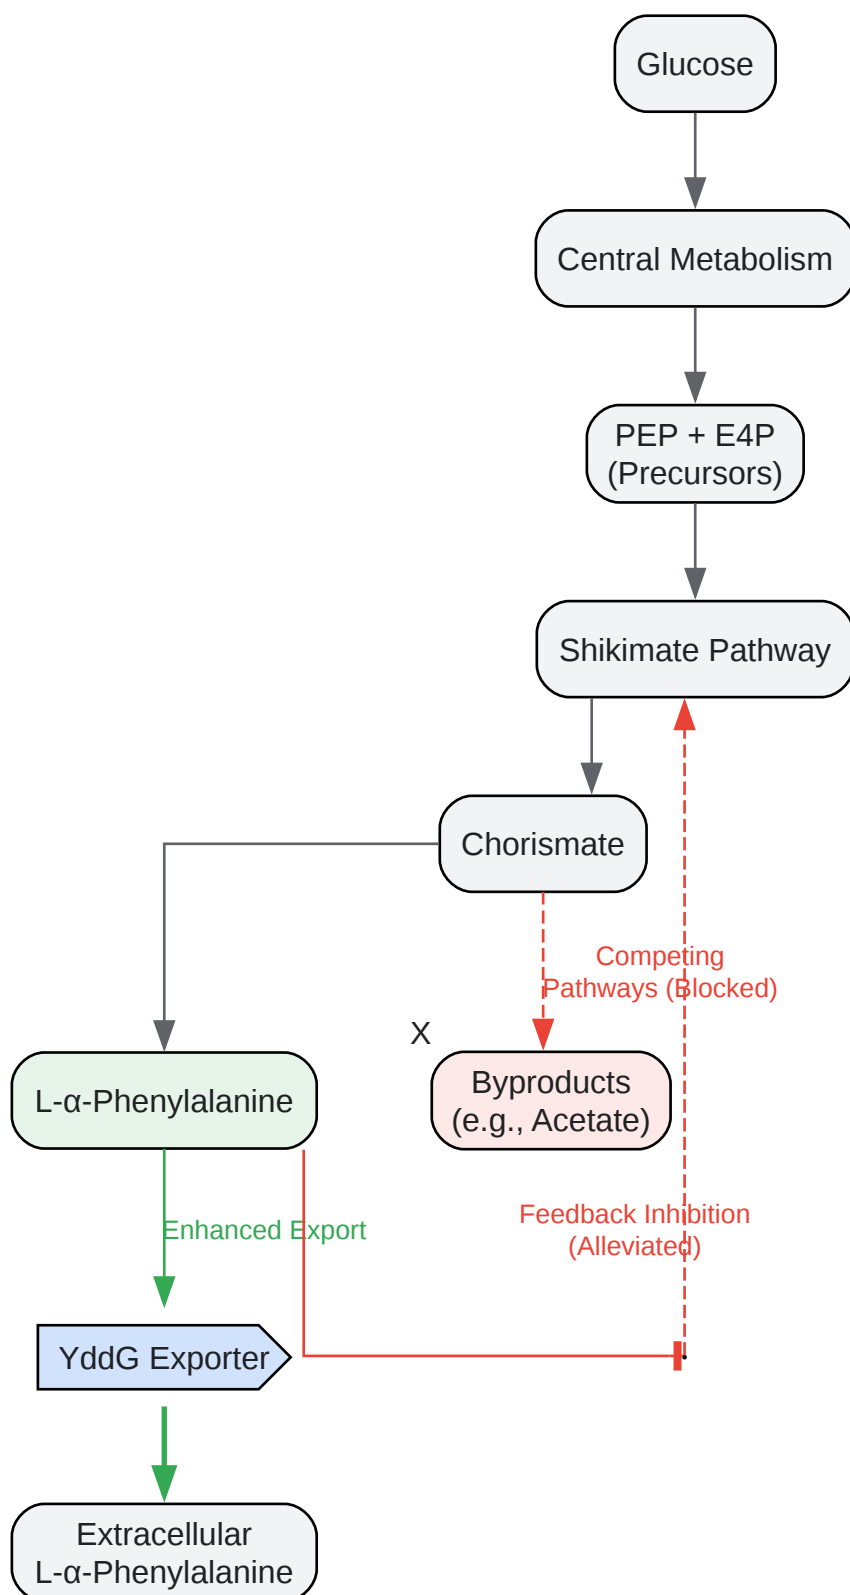 Glucose
Central Metabolism
PEP + E4P
(Precursors)
Shikimate Pathway
Chorismate
Competing
Pathways (Blocked)
X
L-α-Phenylalanine
Byproducts
(e.g., Acetate)
Enhanced Export
Feedback Inhibition
(Alleviated)
YddG Exporter
Extracellular
L-α-Phenylalanine